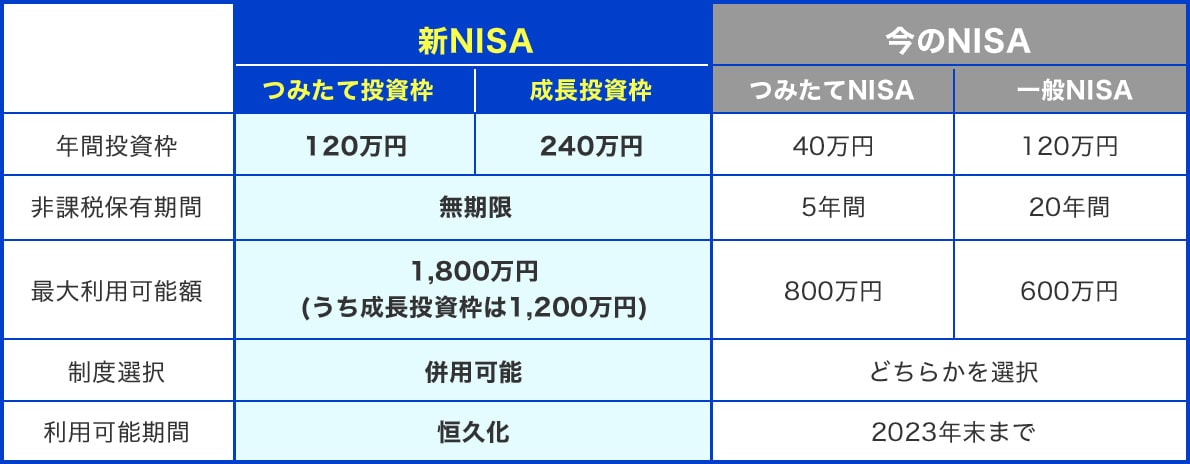 新NISA
今のNISA
つみたて投資枠
成長投資枠
つみたてNISA
一般NISA
年間投資枠
120万円
240万円
40万円
120万円
非課税保有期間
無期限
5年間
20年間
最大利用可能額
1,800万円
(うち成長投資枠は1,200万円)
800万円
600万円
制度選択
併用可能
どちらかを選択
利用可能期間
恒久化
2023年末まで